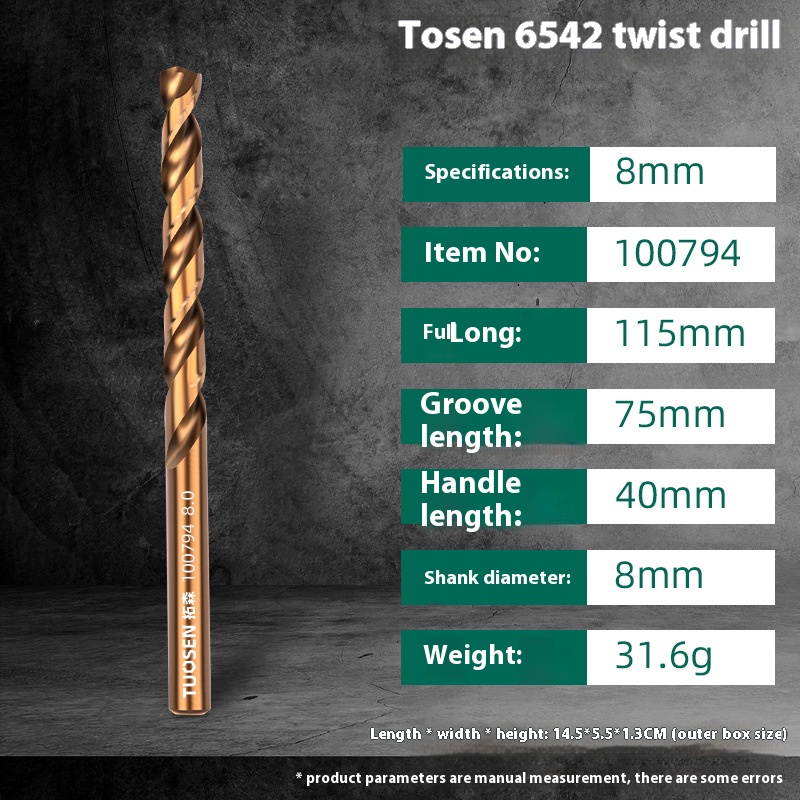 Tosen 6542 twist drill
Specifications: 8mm
Item No: 100794
Full Long: 115mm
Groove length: 75mm
Handle length: 40mm
Shank diameter: 8mm
Weight: 31.6g
TUOSEN 拓森 100794 8.0
Length * width * height: 14.5*5.5*1.3CM (outer box size)
* product parameters are manual measurement, there are some errors